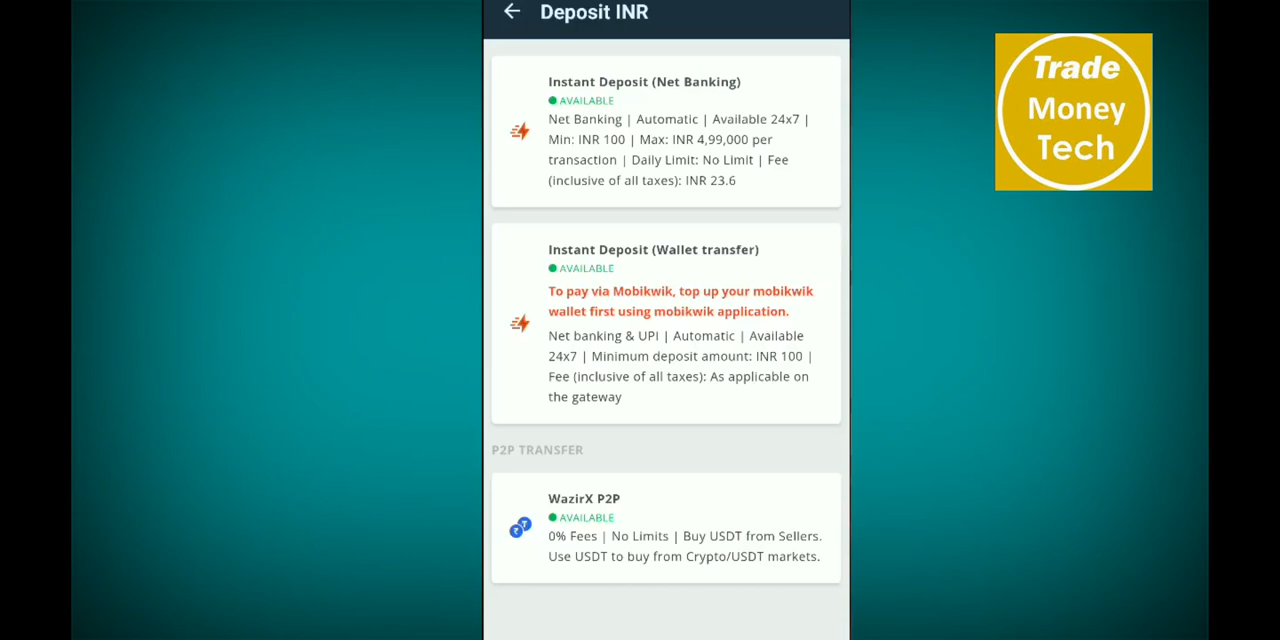 Deposit INR
Trade
Money
Tech
Instant Deposit (Net Banking)
AVAILABLE
Net Banking | Automatic | Available 24x7 |
Min: INR 100 | Max: INR 4,99,000 per
transaction | Daily Limit: No Limit | Fee
(inclusive of all taxes): INR 23.6
Instant Deposit (Wallet transfer)
AVAILABLE
To pay via Mobikwik, top up your mobikwik
wallet first using mobikwik application.
Net banking & UPI | Automatic | Available
24x7 | Minimum deposit amount: INR 100 |
Fee (inclusive of all taxes): As applicable on
the gateway
P2P TRANSFER
WazirX P2P
AVAILABLE
0% Fees | No Limits | Buy USDT from Sellers.
Use USDT to buy from Crypto/USDT markets.